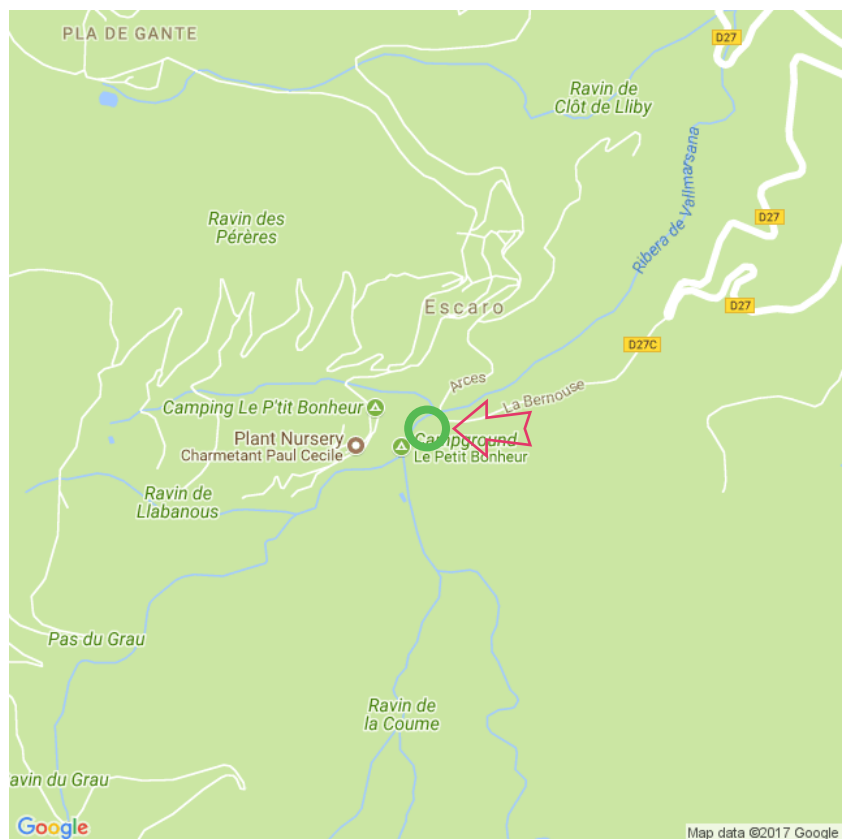 PLA DE GANTE
D27
Ravin de
Clôt de Lliby
Ribera de Vallmarsana
Ravin des
Pérères
D27
Escaro
D27
D27C
Arces
La Bernouse
Camping Le P'tit Bonheur
Plant Nursery
Charmetant Paul Cecile
Campground
Le Petit Bonheur
Ravin de
Llabanous
Pas du Grau
Ravin de
la Coume
avin du Grau
Google
Map data ©2017 Google